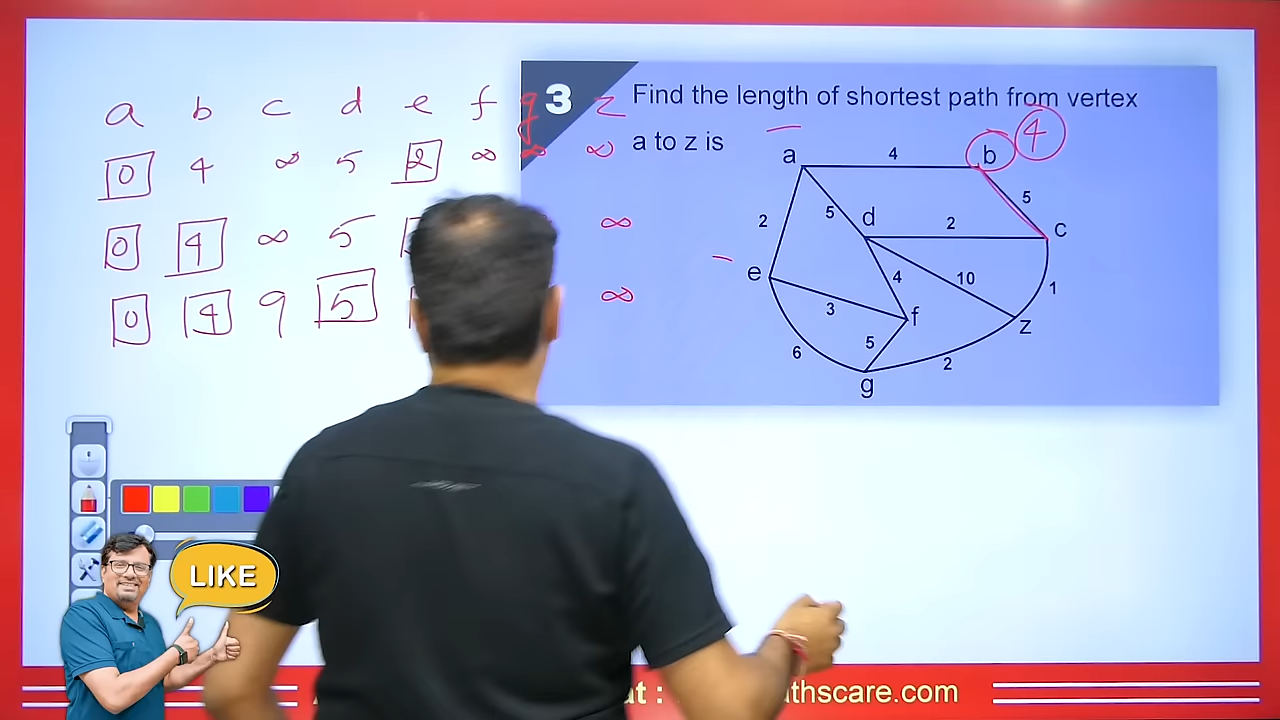 a b c d e f g z
0 4 ∞ 5 2 ∞ ∞ ∞
0 4 ∞ 5 ∞
0 4 9 5 ∞
3 Find the length of shortest path from vertex
a to z is
4
a 4 b
5
2 5 d 2 c
e 4 10 1
3 f z
6 5 2
g
LIKE
at : thscare.com